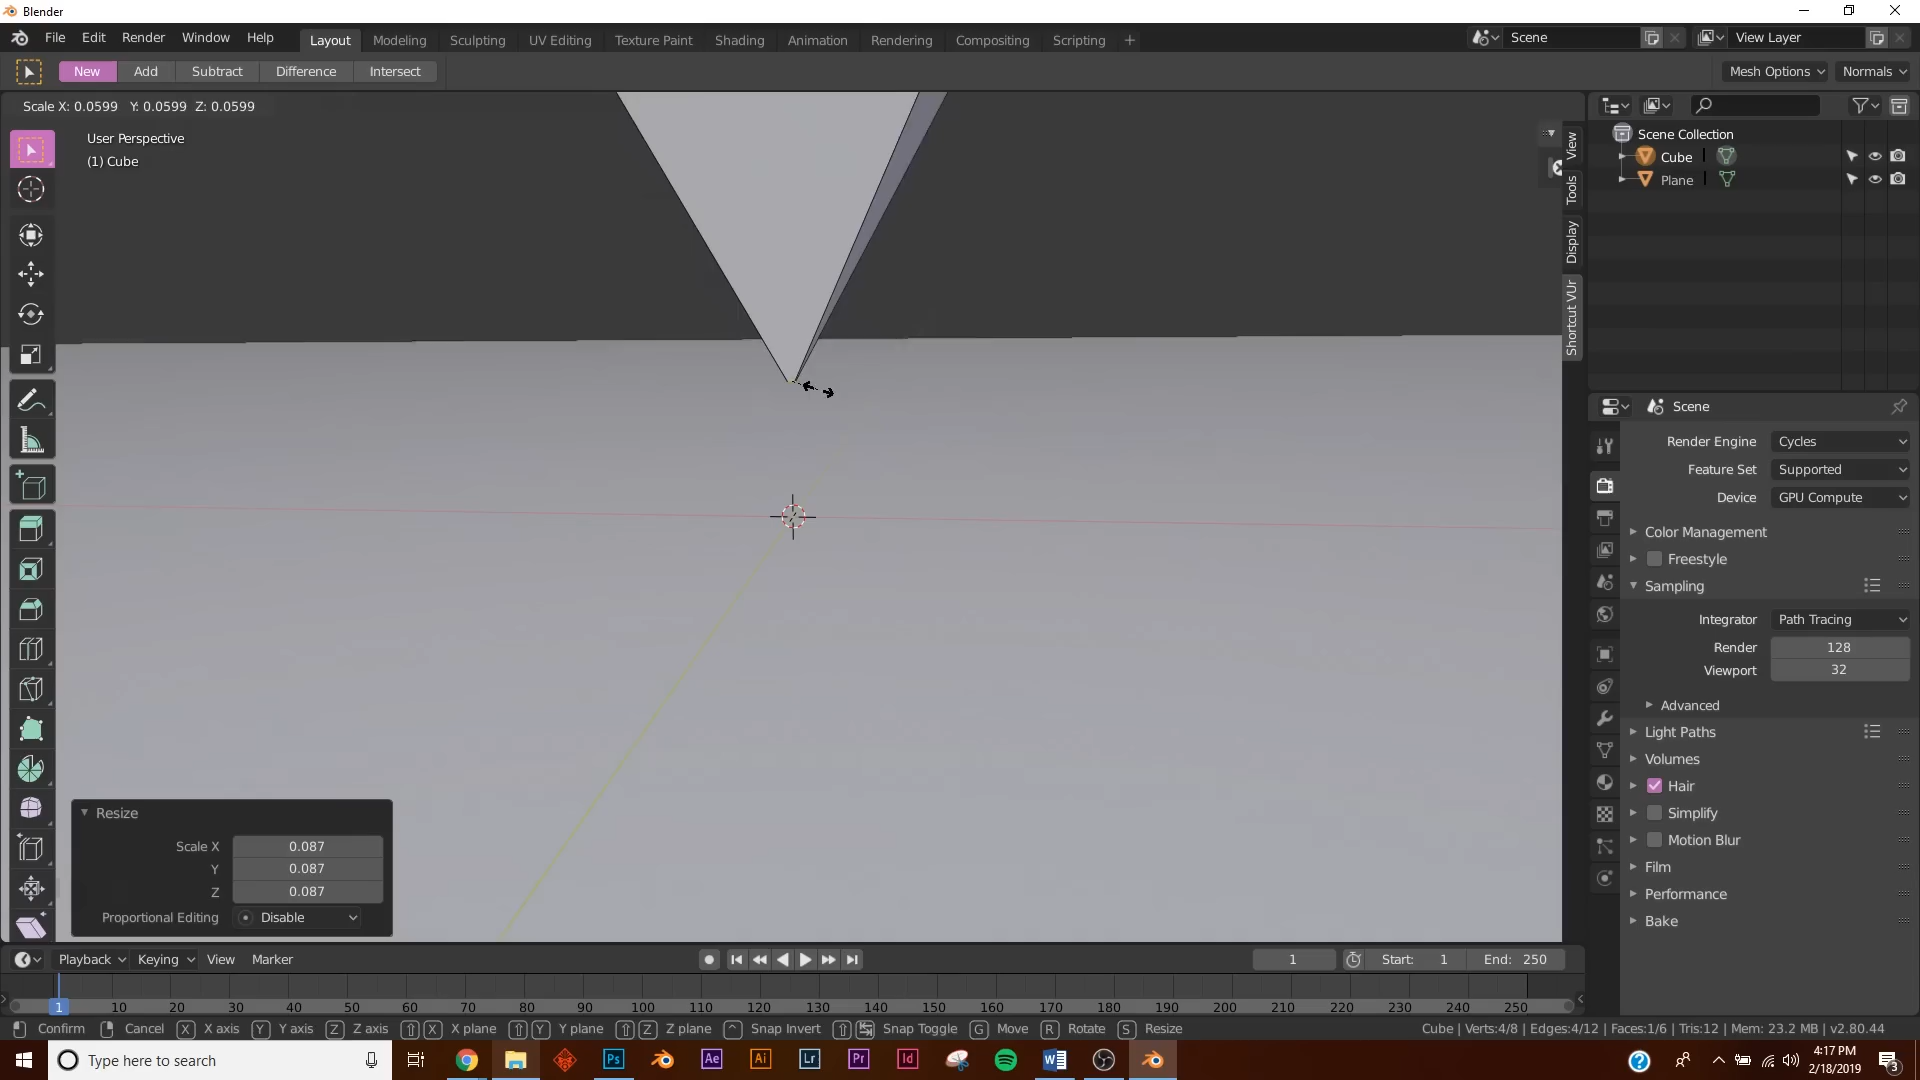 Blender
File Edit Render Window Help Layout Modeling Sculpting UV Editing Texture Paint Shading Animation Rendering Compositing Scripting + Scene View Layer
New Add Subtract Difference Intersect Mesh Options Normals
Scale X: 0.0599 Y: 0.0599 Z: 0.0599
User Perspective
(1) Cube
View
Tools
Display
Shortcut VUr
Scene Collection
Cube
Plane
Scene
Render Engine Cycles
Feature Set Supported
Device GPU Compute
Color Management
Freestyle
Sampling
Integrator Path Tracing
Render 128
Viewport 32
Advanced
Light Paths
Volumes
Hair
Simplify
Motion Blur
Film
Performance
Bake
Resize
Scale X 0.087
Y 0.087
Z 0.087
Proportional Editing Disable
Playback Keying View Marker 1 Start: 1 End: 250
1 10 20 30 40 50 60 70 80 90 100 110 120 130 140 150 160 170 180 190 200 210 220 230 240 250
Confirm Cancel X X axis Y Y axis Z Z axis X X plane Y Y plane Z Z plane ^ Snap Invert Snap Toggle G Move R Rotate S Resize Cube | Verts:4/8 | Edges:4/12 | Faces:1/6 | Tris:12 | Mem: 23.2 MB | v2.80.44
Type here to search Ps Ae Ai Lr Pr Id W ? 4:17 PM
2/18/2019 3